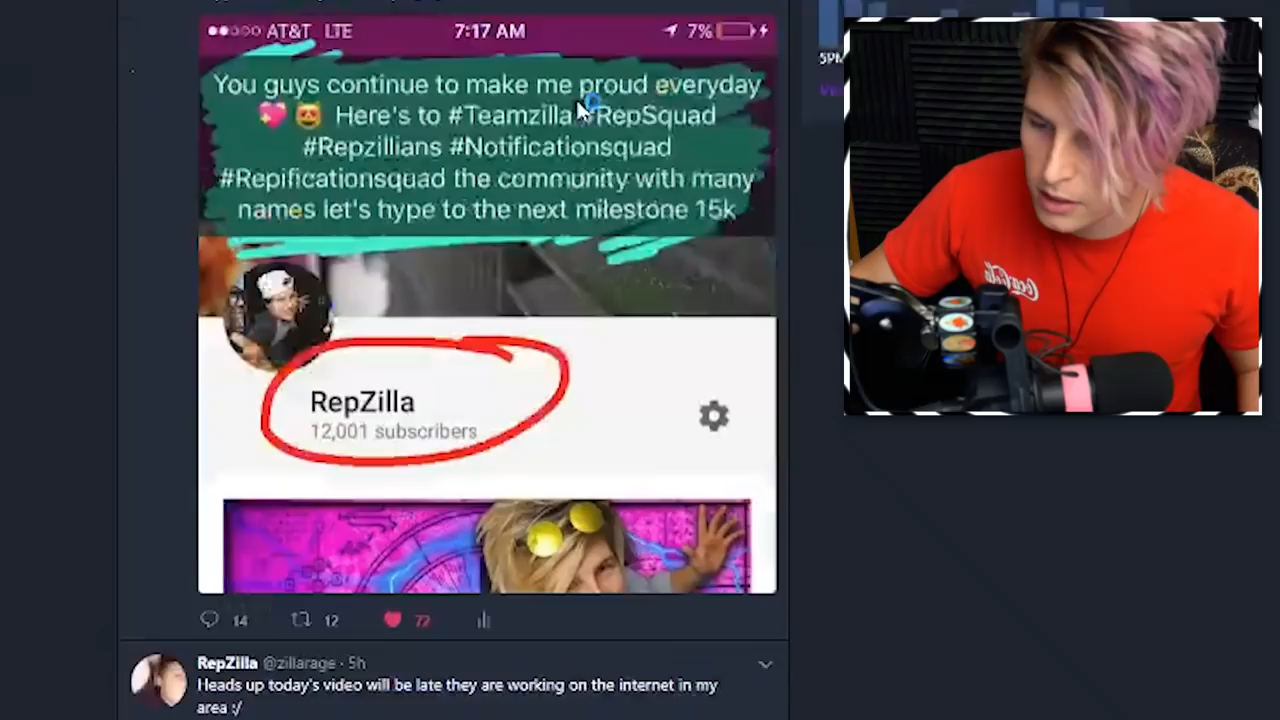 AT&T LTE 7:17 AM 7%
You guys continue to make me proud everyday
💖 😻 Here's to #Teamzilla #RepSquad
#Repzillians #Notificationsquad
#Repificationsquad the community with many
names let's hype to the next milestone 15k
RepZilla
12,001 subscribers
14 12 72
RepZilla @zillarage · 5h
Heads up today's video will be late they are working on the internet in my
area :/
5PM
Coca-Cola